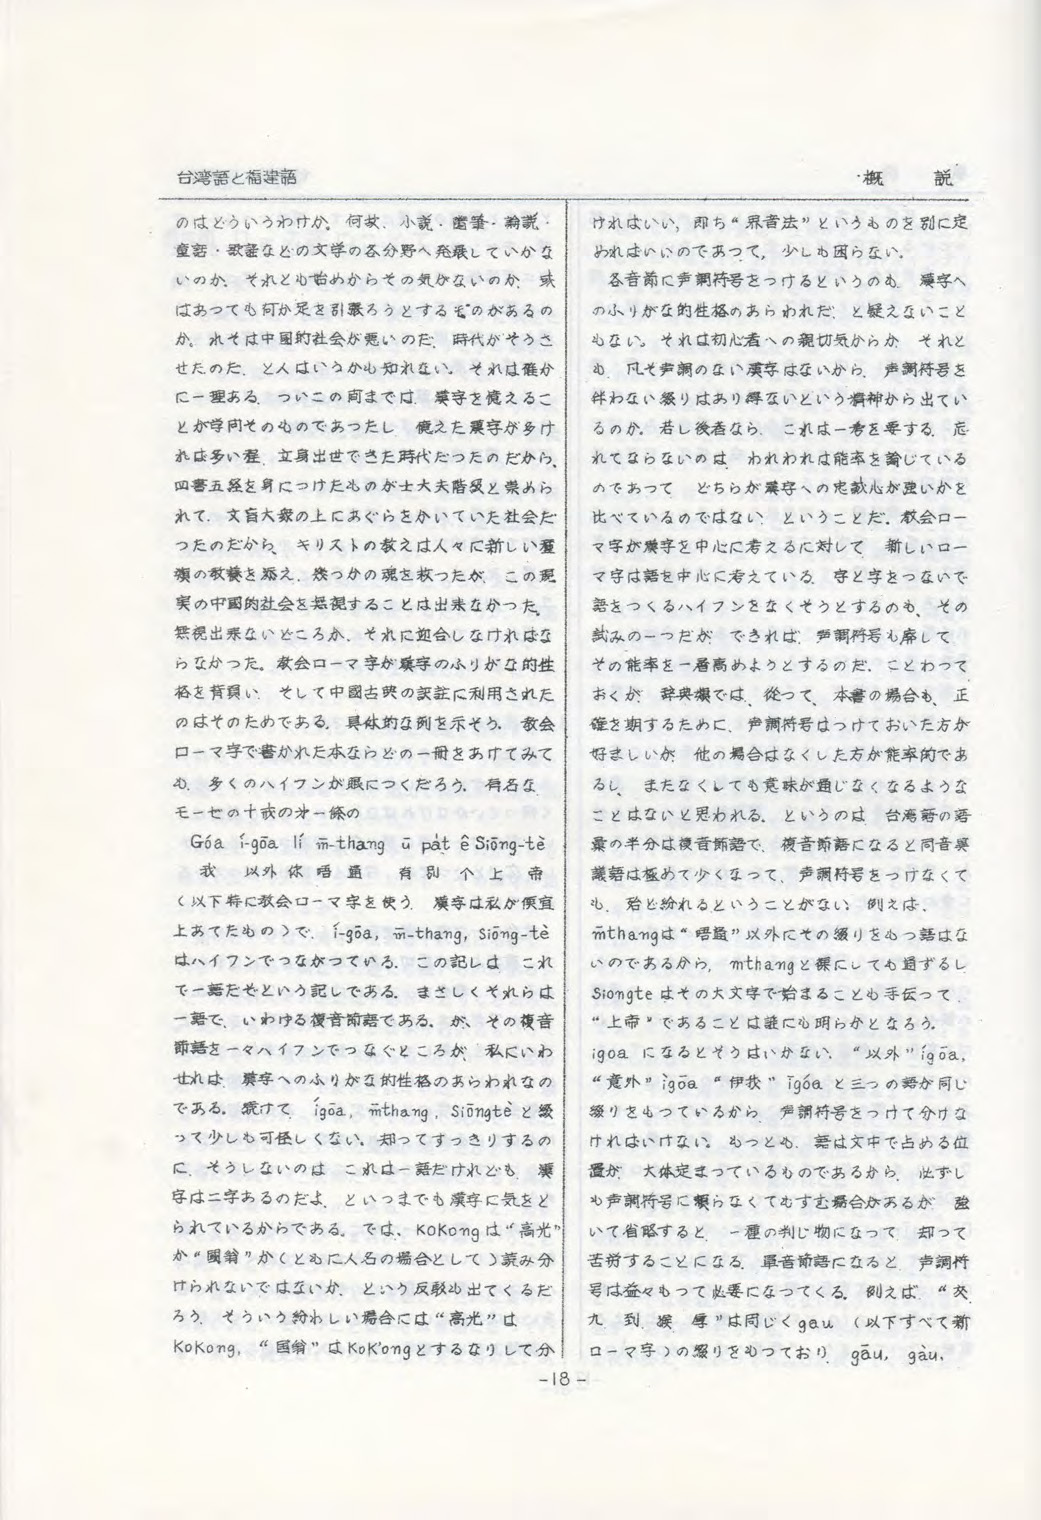 台湾語と福建語
概 説
のはどういうわけか。何故、小説・随筆・論説・
童話・歌謡などの文学の各分野へ発展していかな
いのか、それとも始めからその気がないのか、或
はあっても何か足を引張ろうとするものがあるの
か。れそは中國的社会が悪いのだ、時代がそうさ
せたのだ、と人はいうかも知れない。それは確か
に一理ある。ついこの間までは、漢字を憶えるこ
とが学问そのものであったし、憶えた漢字が多け
れば多い程、立身出世できた時代だつたのだから、
四書五経を身につけたものが士大夫階级と崇めら
れて、文盲大衆の上にあぐらをかいていた社会だ
つたのだから、キリストの教えは人々に新しい種
類の教養を添え、幾つかの魂を救つたが、この現
実の中國的社会を無視することは出来なかつた。
無視出来ないどころか、それに迎合しなければな
らなかつた。教会ローマ字が漢字のふりがな的性
格を背負い、そして中國古典の訳註に利用された
のはそのためである。具体的な例を示そう。教会
ローマ字で書かれた本ならどの一冊をあけてみて
も、多くのハイフンが眼につくだろう。有名な
モーセの十戒の才一條の
Góa í-gōa lí m̄-thang ū pa̍t ê Siōng-tè
我 以外 你 唔 通 有 別 个 上 帝
（以下特に教会ローマ字を使う。漢字は私が便宜
上あてたもの）で、í-gōa, m̄-thang, Siōng-tè
はハイフンでつながつている。この記しは、これ
で一語だぞという記しである。まさしくそれらは
一語で、いわゆる複音節語である。が、その複音
節語を一々ハイフンでつなぐところが、私にいわ
せれば、漢字へのふりがな的性格のあらわれなの
である。続けて、ígōa, m̄thang, Siōngtè と綴
って少しも可怪しくない。知ってすっきりするの
に、そうしないのは、これは一語だけれども、漢
字は二字あるのだよ、といつまでも漢字に気をと
られているからである。では、KoKong は“高光”
か“國翁”か（ともに人名の場合として）読み分
けられないではないか、という反駁も出てくるだ
ろう。そういう紛わしい場合には“高光”は
KoKong, “国翁”はKoK'ongとするなりして分
ければいい，即ち“界音法”というものを別に定
めればいいのであって，少しも困らない。
各音節に声調符号をつけるというのも、漢字へ
のふりがな的性格のあらわれだ、と疑えないこと
もない。それは初心者への親切気からか、それと
も、凡そ声調のない漢字はないから、声調符号を
伴わない綴りはあり得ないという精神から出てい
るのか。若し後者なら、これは一考を要する。忘
れてならないのは、われわれは能率を論じている
のであって、どちらが漢字への忠誠心が強いかを
比べているのではない、ということだ。教会ロー
マ字が漢字を中心に考えるに対して、新しいロー
マ字は語を中心に考えている。字と字をつないで
語をつくるハイフンをなくそうとするのも、その
試みの一つだが、できれば、声調符号も廃して、
その能率を一層高めようとするのだ。ことわって
おくが、辞典類では、従って、本書の場合も、正
確を期するために、声調符号はつけておいた方が
好ましいが、他の場合はなくした方が能率的であ
るし、またなくしても意味が通じなくなるような
ことはないと思われる。というのは、台湾語の語
彙の半分は複音節語で、複音節語になると同音異
議語は極めて少くなって、声調符号をつけなくて
も、殆ど紛れるということがない。例えば、
m̄thangは“唔通”以外にその綴りをもつ語はな
いのであるから，mthangと裸にしても通ずるし
Siongte はその大文字で始まることも手伝って、
“上帝”であることは誰にも明らかとなろう。
igoa になるとそうはいかない。“以外”ígōa,
“意外”ìgōa “伊我”īgóa と三つの語が同じ
綴りをもつているから、声調符号をつけて分けな
ければいけない。もっとも、語は文中で占める位
置が、大体定まっているものであるから、必ずし
も声調符号に頼らなくてもすむ場合があるが、強
いて省略すると、一種の判じ物になって、却つて
苦労することになる。單音節語になると、声調符
号は益々もって必要になつてくる。例えば、“交、
九、到、猴、厚”は同じくgau（以下すべて新
ローマ字）の綴りをもつており、gāu, gàu,
-18-